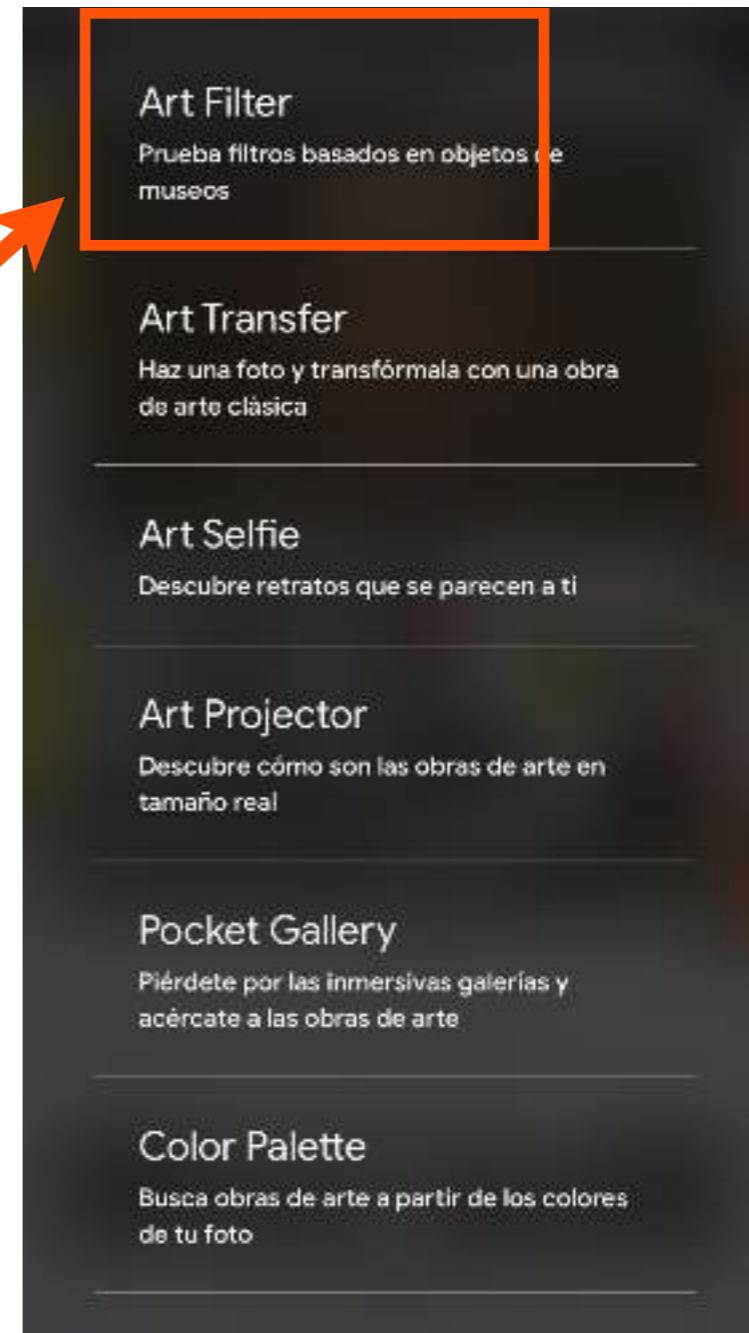 Art Filter
Prueba filtros basados en objetos de
museos
Art Transfer
Haz una foto y transfórmala con una obra
de arte clásica
Art Selfie
Descubre retratos que se parecen a ti
Art Projector
Descubre cómo son las obras de arte en
tamaño real
Pocket Gallery
Piérdete por las inmersivas galerías y
acércate a las obras de arte
Color Palette
Busca obras de arte a partir de los colores
de tu foto